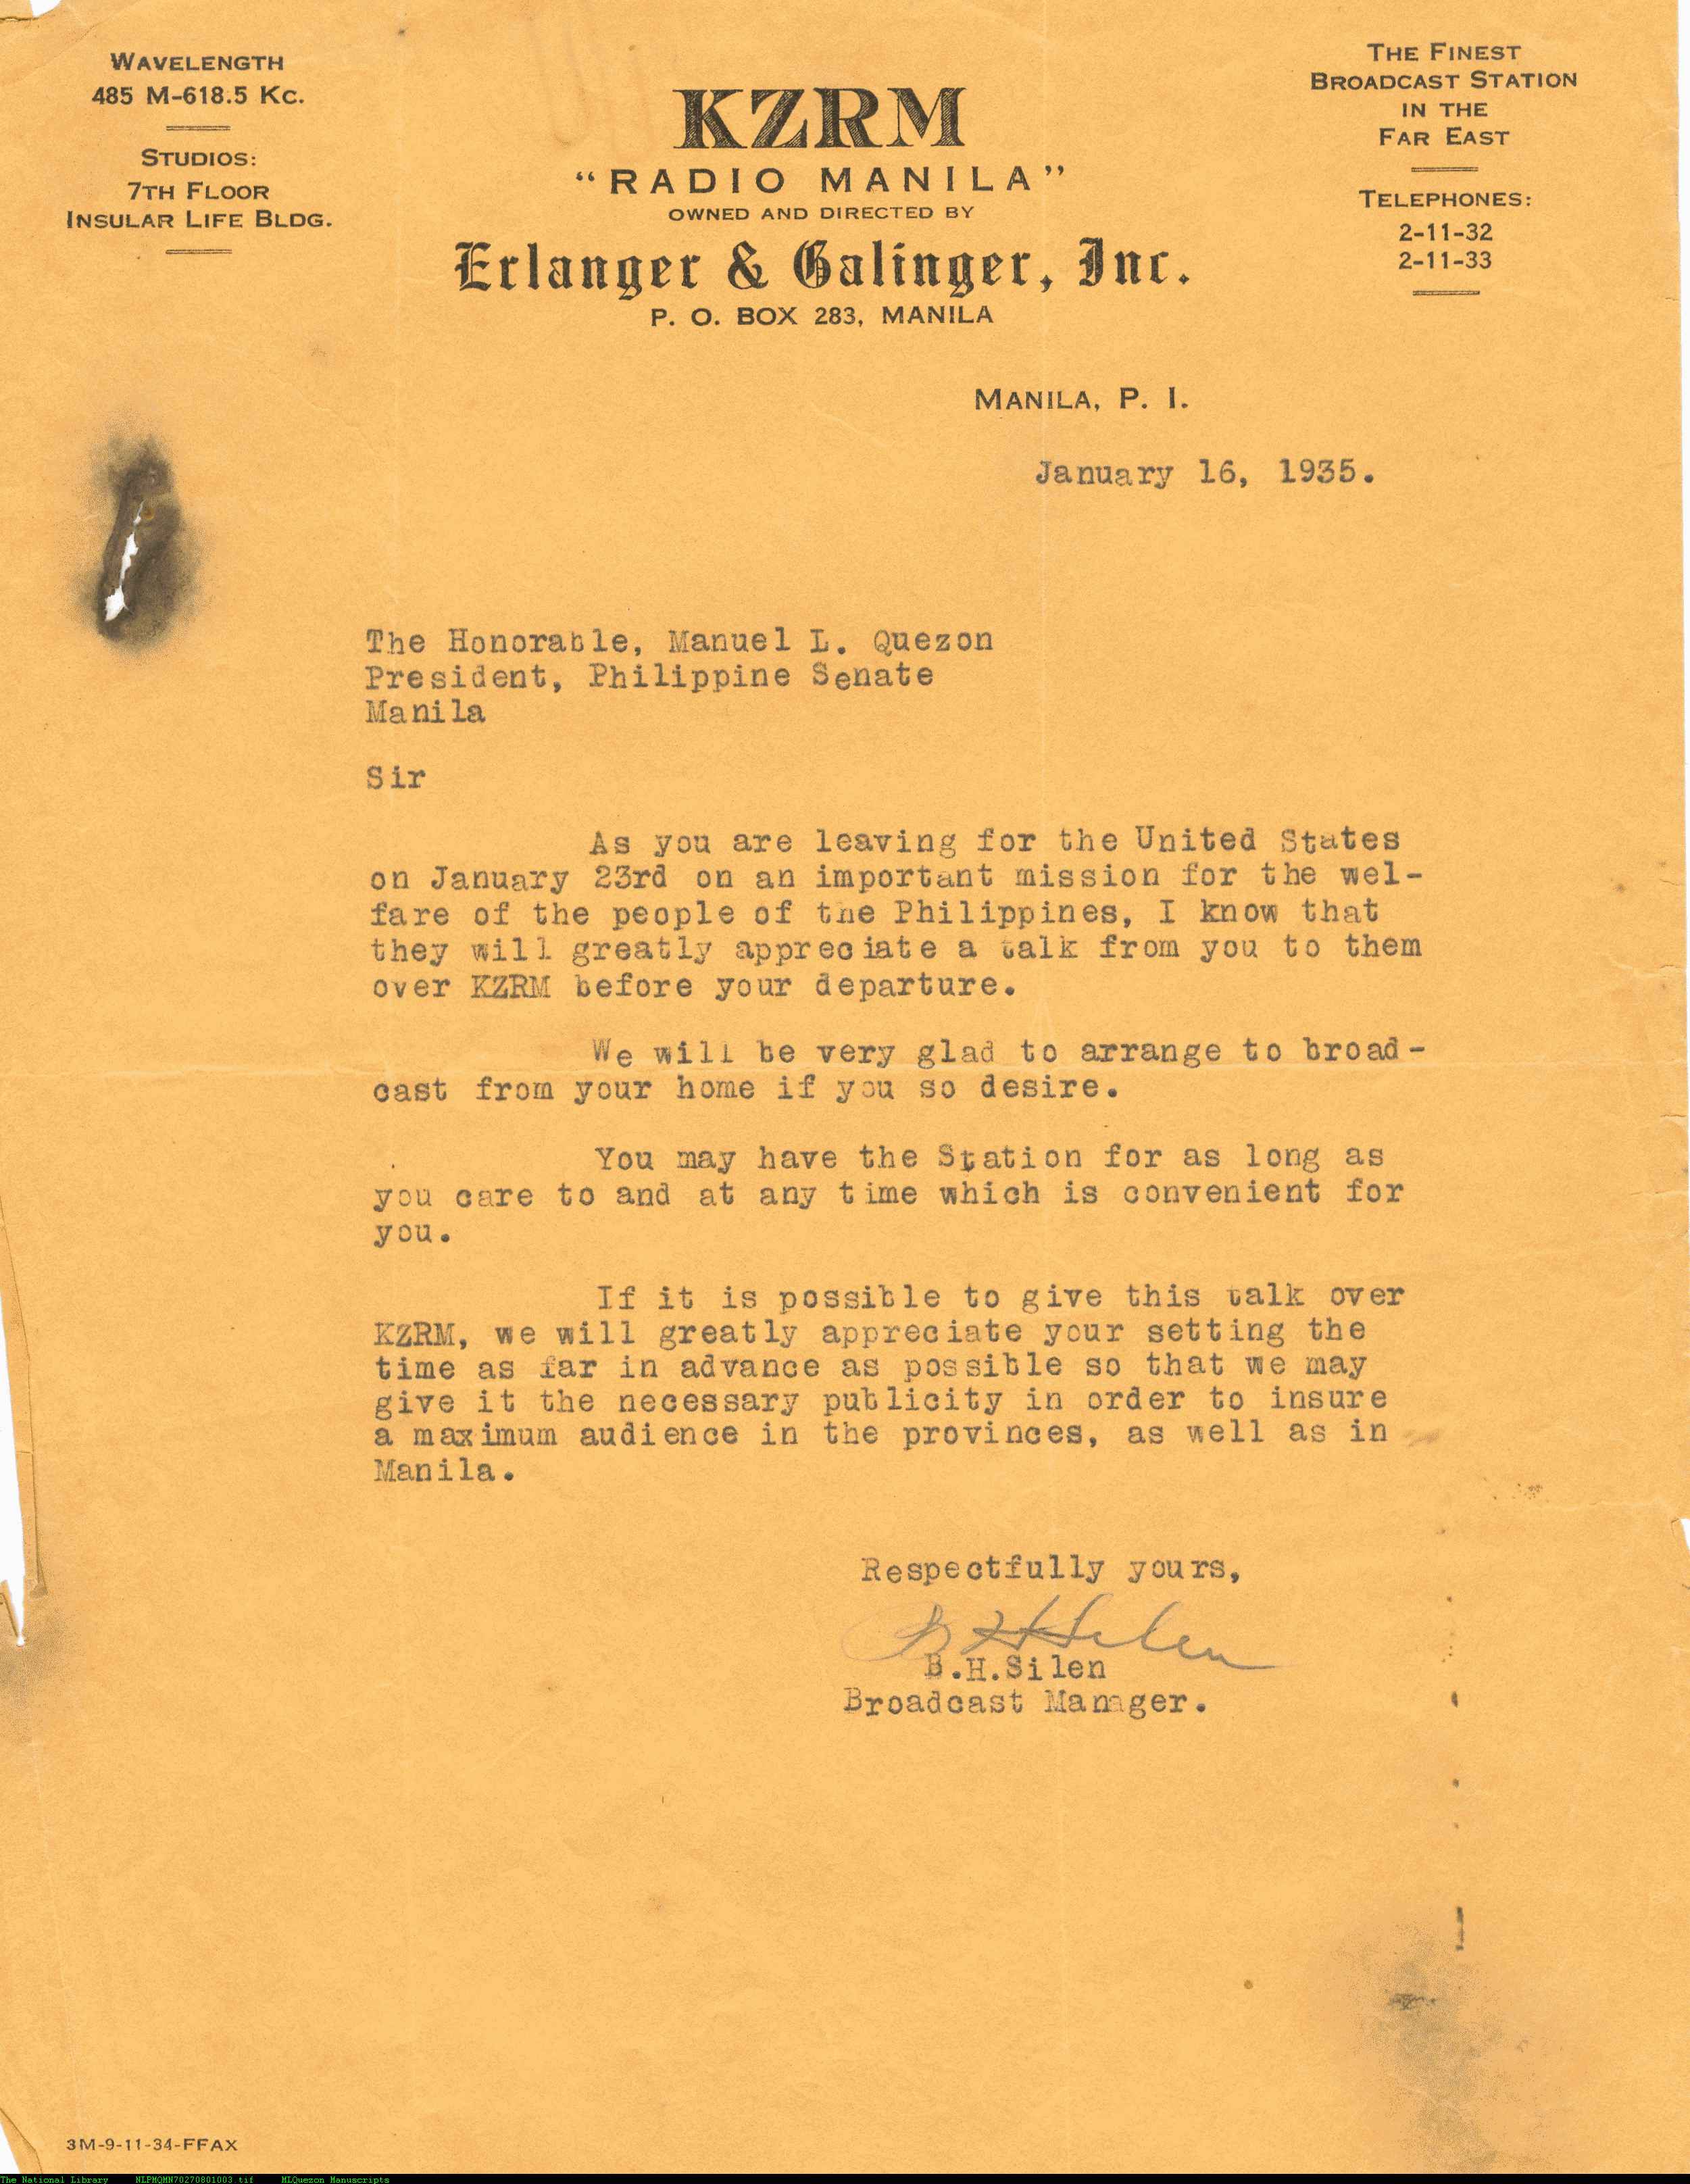 WAVELENGTH
485 M-618.5 KC.
STUDIOS:
7TH FLOOR
INSULAR LIFE BLDG.
KZRM
"RADIO MANILA"
OWNED AND DIRECTED BY
Erlanger & Galinger, Inc.
P. O. BOX 283, MANILA
THE FINEST
BROADCAST STATION
IN THE
FAR EAST
TELEPHONES:
2-11-32
2-11-33
MANILA, P. I.
January 16, 1935.
The Honorable, Manuel L. Quezon
President, Philippine Senate
Manila
Sir
As you are leaving for the United States
on January 23rd on an important mission for the wel-
fare of the people of the Philippines, I know that
they will greatly appreciate a talk from you to them
over KZRM before your departure.
We will be very glad to arrange to broad-
cast from your home if you so desire.
You may have the Station for as long as
you care to and at any time which is convenient for
you.
If it is possible to give this talk over
KZRM, we will greatly appreciate your setting the
time as far in advance as possible so that we may
give it the necessary publicity in order to insure
a maximum audience in the provinces, as well as in
Manila.
Respectfully yours,
B H Silen
B.H.Silen
Broadcast Manager.
3M-9-11-34-FFAX
The National Library NLPMQMN70270801003.tif MLQuezon Manuscripts